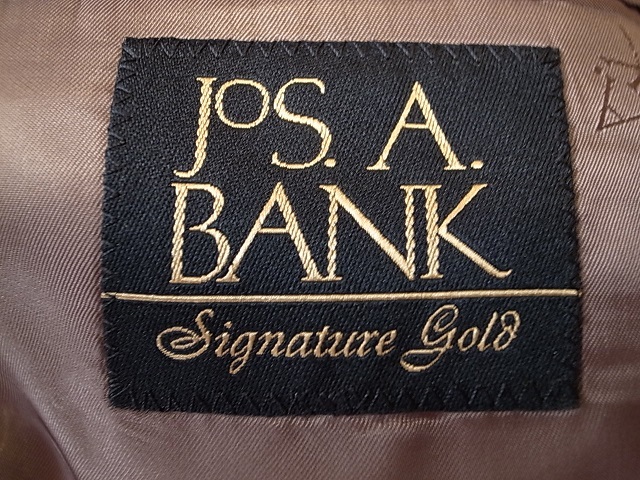 JoS. A.
BANK
Signature Gold